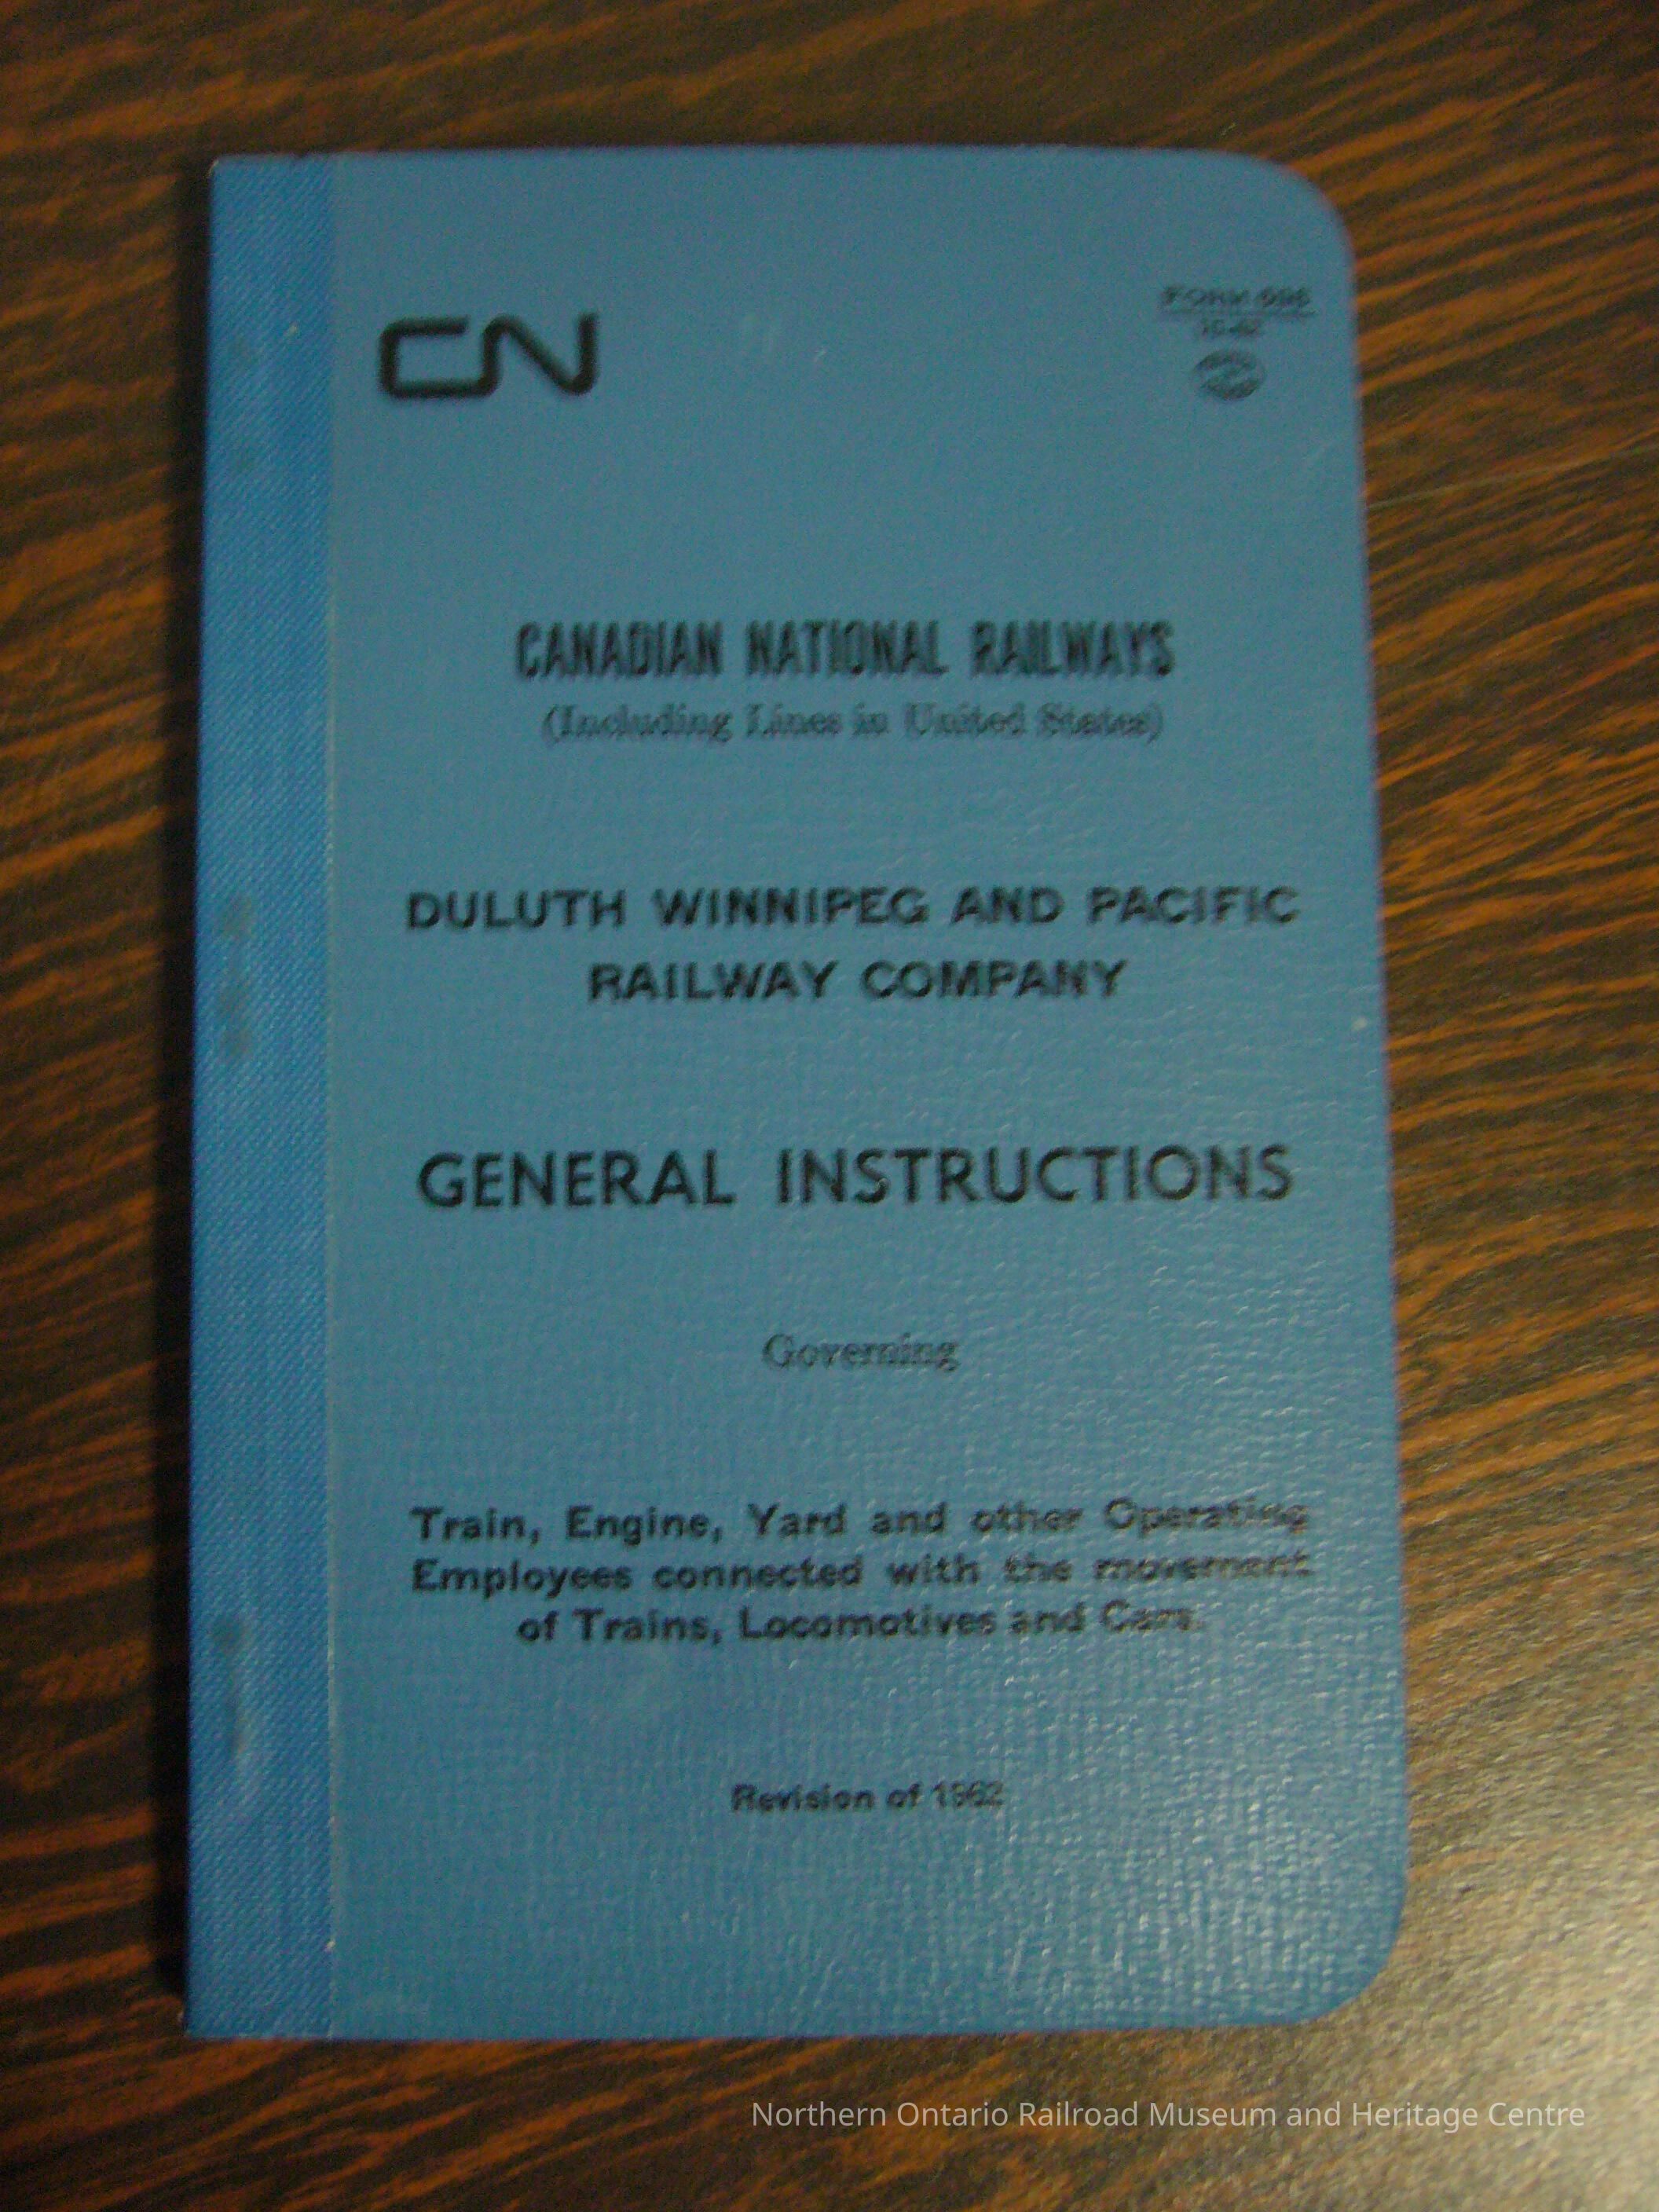 CN
FORM 696
CANADIAN NATIONAL RAILWAYS
(Including Lines in United States)
DULUTH WINNIPEG AND PACIFIC
RAILWAY COMPANY
GENERAL INSTRUCTIONS
Governing
Train, Engine, Yard and other Operating
Employees connected with the movement
of Trains, Locomotives and Cars.
Revision of 1962
Northern Ontario Railroad Museum and Heritage Centre